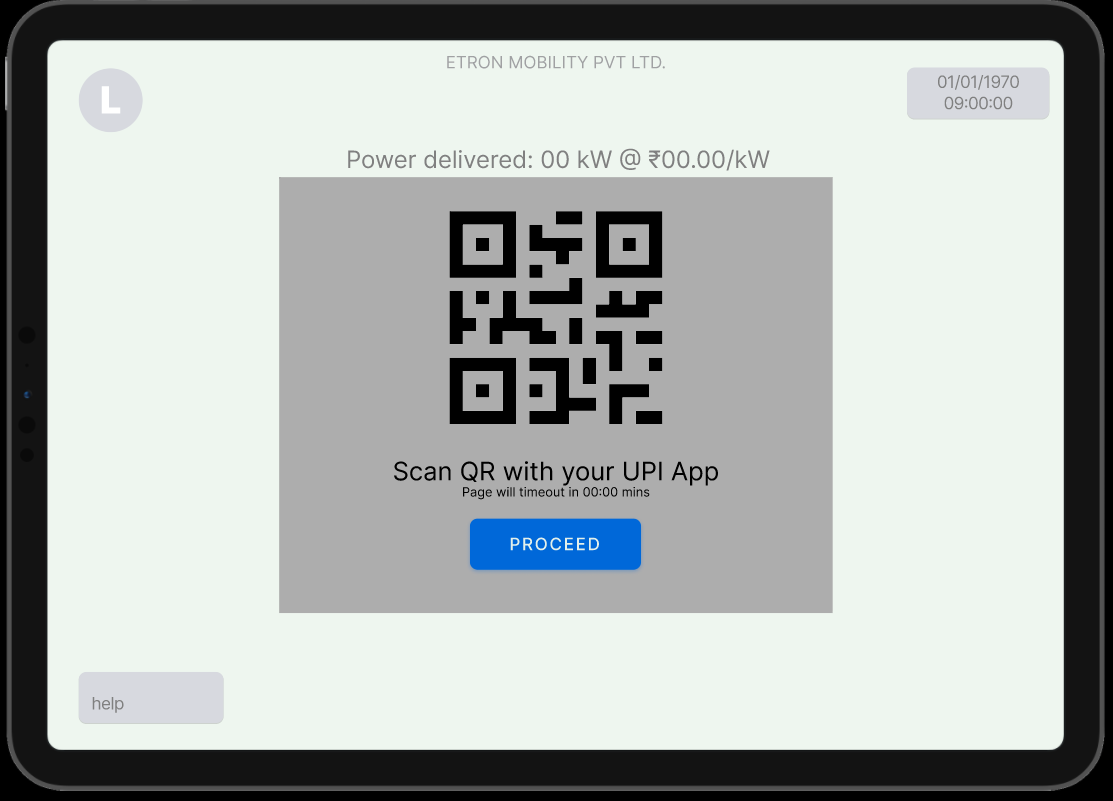 ETRON MOBILITY PVT LTD.
L
01/01/1970
09:00:00
Power delivered: 00 kW @ ₹00.00/kW
Scan QR with your UPI App
Page will timeout in 00:00 mins
PROCEED
help